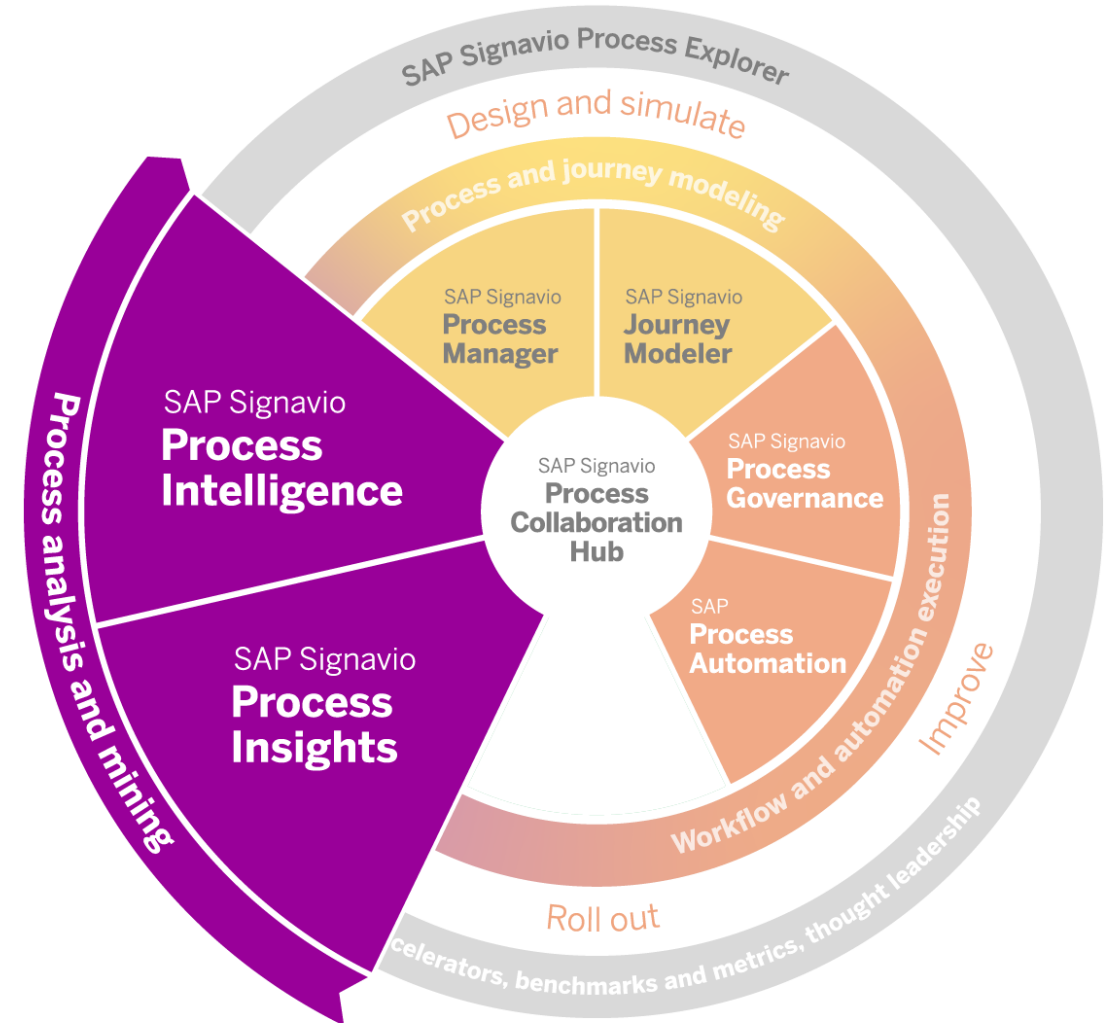 SAP Signavio Process Explorer
Design and simulate
Process and journey modeling
SAP Signavio
Process
Manager
SAP Signavio
Journey
Modeler
SAP Signavio
Process
Intelligence
SAP Signavio
Process
Collaboration
Hub
SAP Signavio
Process
Governance
SAP
Process
Automation
SAP Signavio
Process
Insights
Process analysis and mining
Workflow and automation execution
Improve
Roll out
celerators, benchmarks and metrics, thought leadership